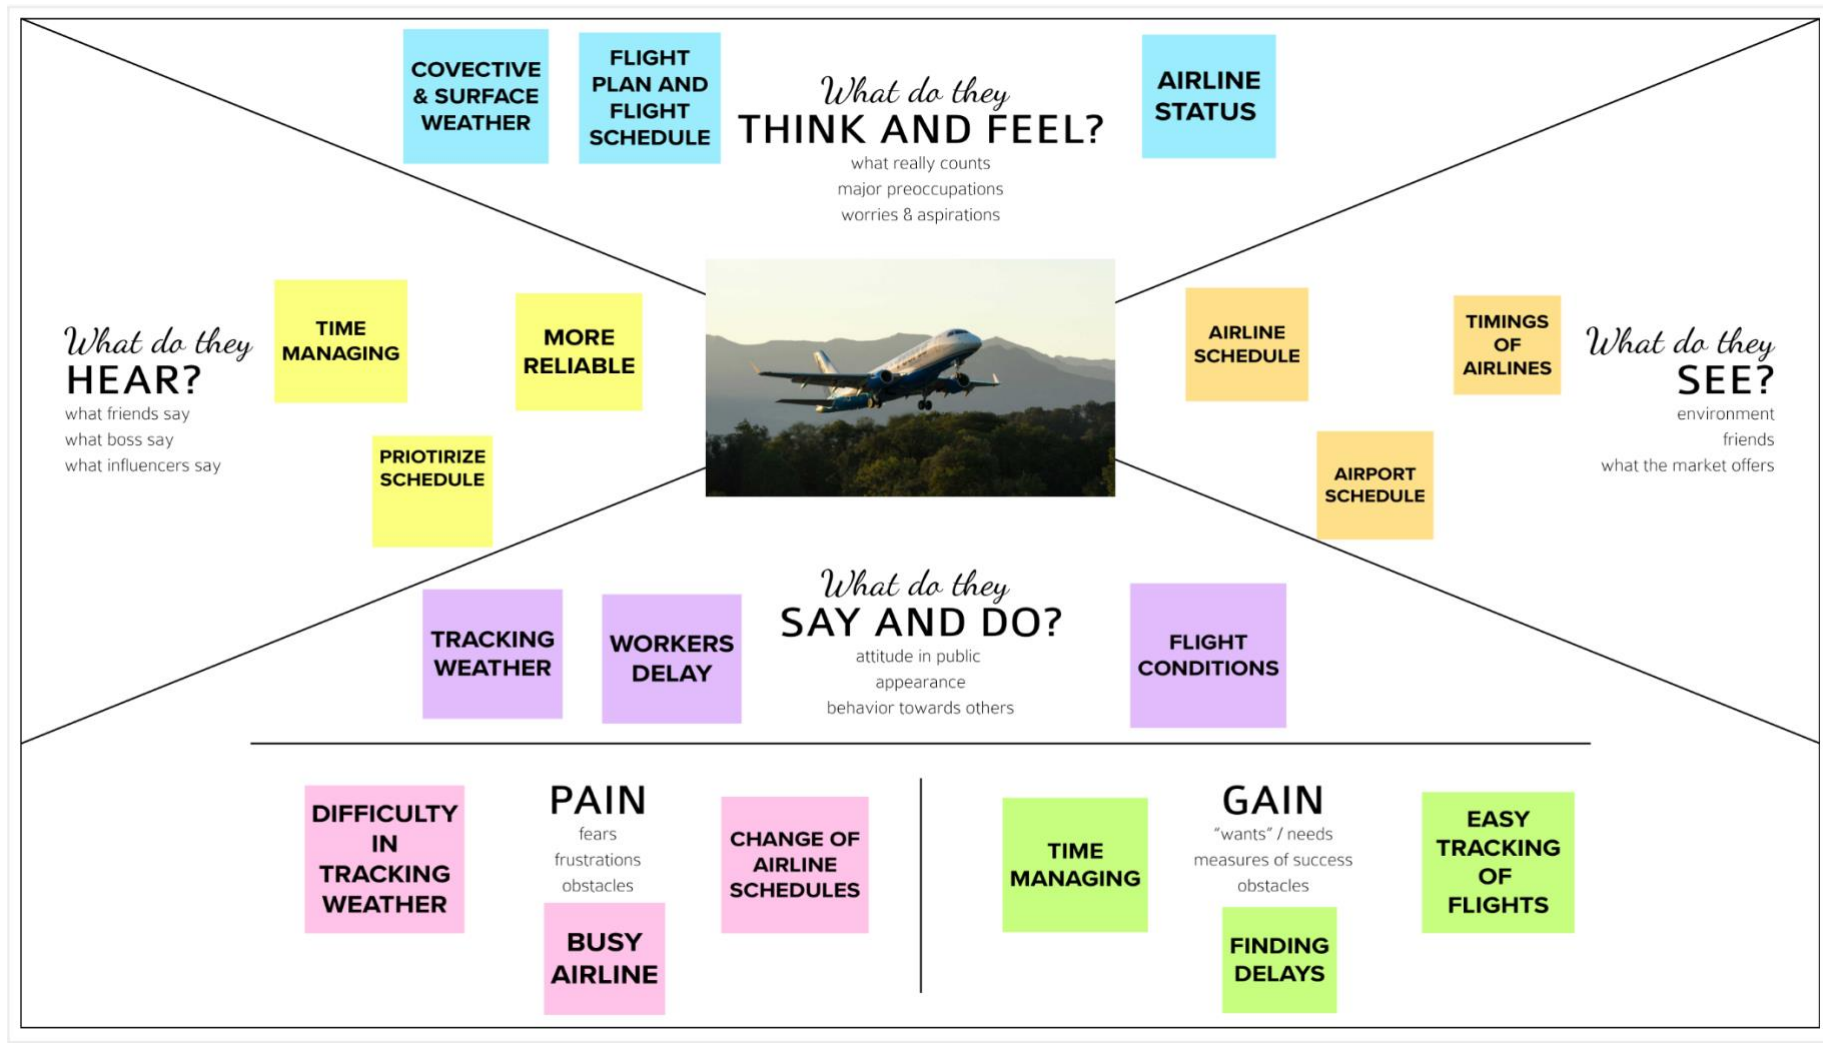 COVECTIVE
& SURFACE
WEATHER
FLIGHT
PLAN AND
FLIGHT
SCHEDULE
What do they
THINK AND FEEL?
what really counts
major preoccupations
worries & aspirations
AIRLINE
STATUS
What do they
HEAR?
what friends say
what boss say
what influencers say
TIME
MANAGING
MORE
RELIABLE
PRIOTIRIZE
SCHEDULE
AIRLINE
SCHEDULE
TIMINGS
OF
AIRLINES
AIRPORT
SCHEDULE
What do they
SEE?
environment
friends
what the market offers
TRACKING
WEATHER
WORKERS
DELAY
What do they
SAY AND DO?
attitude in public
appearance
behavior towards others
FLIGHT
CONDITIONS
DIFFICULTY
IN
TRACKING
WEATHER
PAIN
fears
frustrations
obstacles
BUSY
AIRLINE
CHANGE OF
AIRLINE
SCHEDULES
TIME
MANAGING
GAIN
"wants" / needs
measures of success
obstacles
FINDING
DELAYS
EASY
TRACKING
OF
FLIGHTS